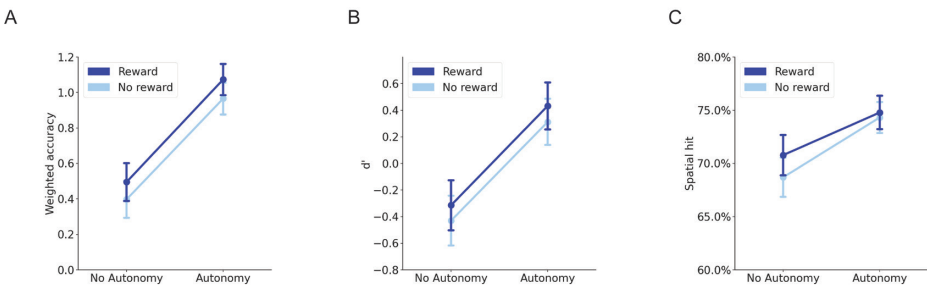 A
Weighted accuracy
1.2
1.0
0.8
0.6
0.4
0.2
0.0
Reward
No reward
No Autonomy
Autonomy
B
d'
0.6
0.4
0.2
0.0
−0.2
−0.4
−0.6
−0.8
Reward
No reward
No Autonomy
Autonomy
C
Spatial hit
80.0%
75.0%
70.0%
65.0%
60.0%
Reward
No reward
No Autonomy
Autonomy